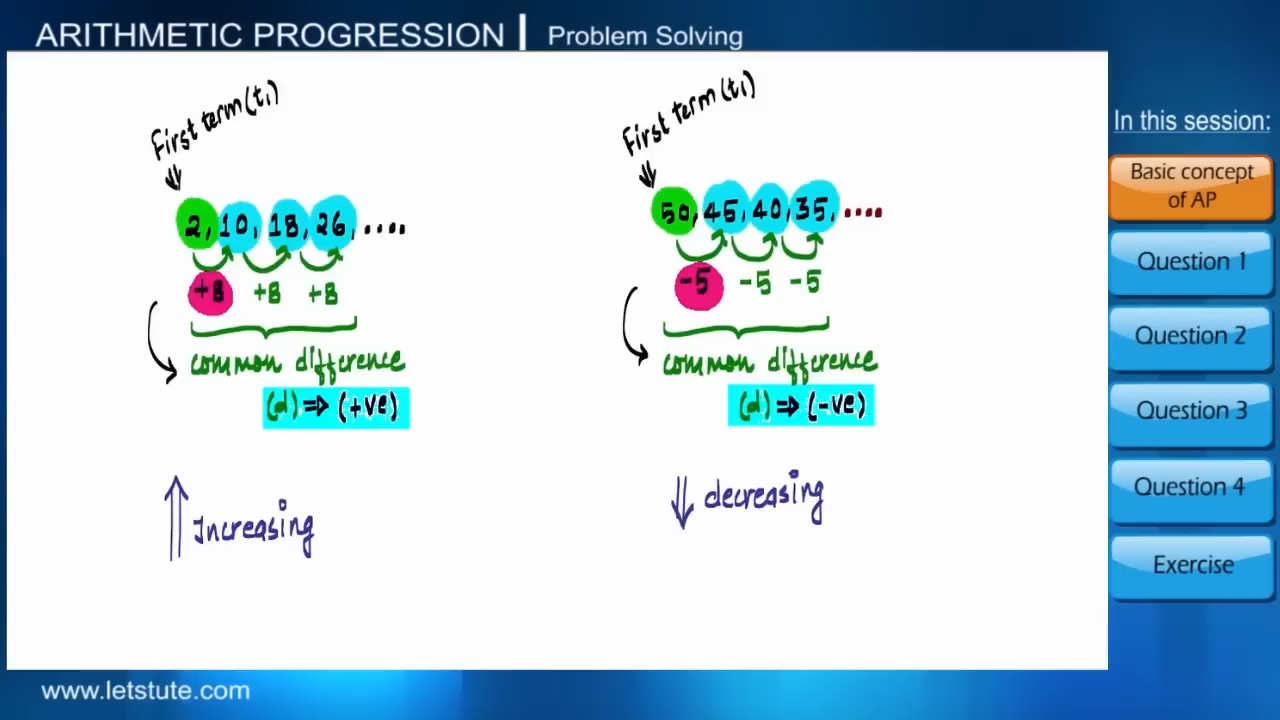 ARITHMETIC PROGRESSION | Problem Solving
First term (t₁)
2, 10, 18, 26, ....
+8 +8 +8
common difference
(d) ⇒ (+ve)
Increasing
First term (t₁)
50, 45, 40, 35, ....
-5 -5 -5
common difference
(d) ⇒ (-ve)
decreasing
In this session:
Basic concept
of AP
Question 1
Question 2
Question 3
Question 4
Exercise
www.letstute.com